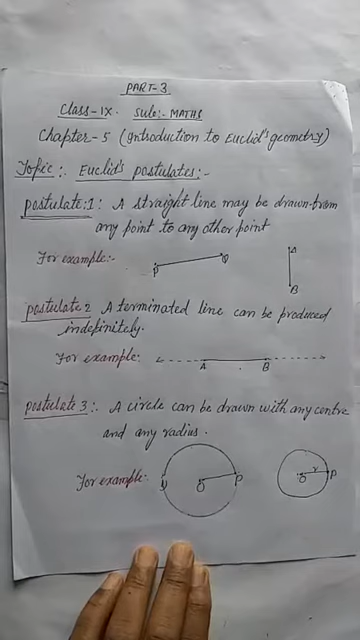 PART-3
Class-IX. Sub:- MATHS
Chapter-5 (Introduction to Euclid's geometry)
Topic:- Euclid's postulates:-
postulate:1: A straight line may be drawn from
any point to any other point
For example:-
P Q
A
B
postulate 2 A terminated line can be produced
indefinitely.
For example:
A B
postulate 3:. A circle can be drawn with any centre
and any radius.
For example:
O P
O r P